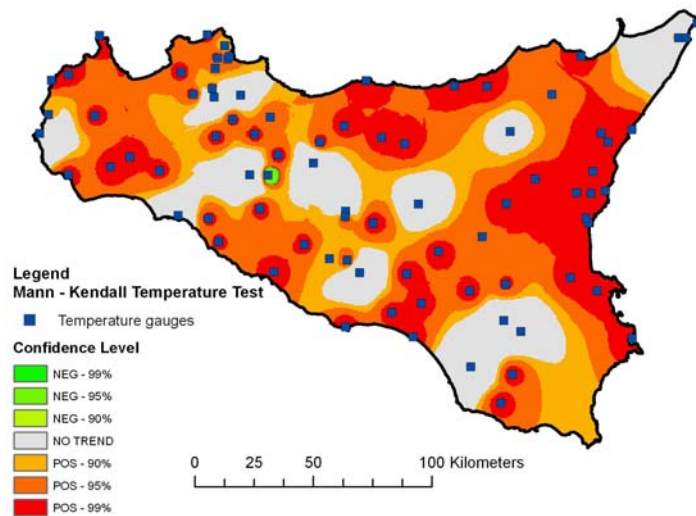 Legend
Mann - Kendall Temperature Test
Temperature gauges
Confidence Level
NEG - 99%
NEG - 95%
NEG - 90%
NO TREND
POS - 90%
POS - 95%
POS - 99%
0 25 50 100 Kilometers